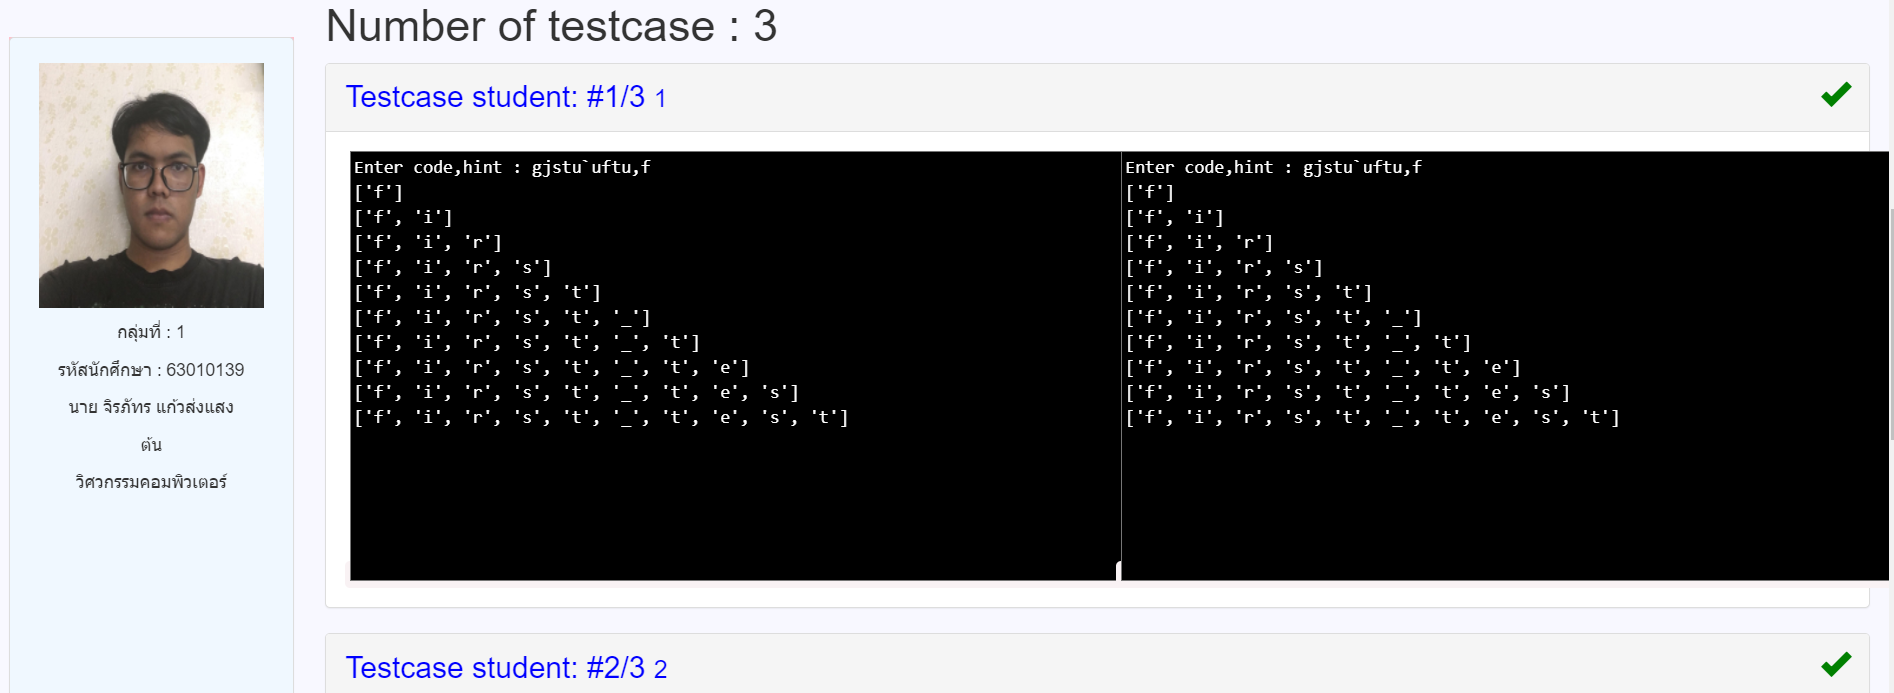 Number of testcase : 3
กลุ่มที่ : 1
รหัสนักศึกษา : 63010139
นาย จิรภัทร แก้วส่งแสง
ต้น
วิศวกรรมคอมพิวเตอร์
Testcase student: #1/3 1
Enter code,hint : gjstu`uftu,f
['f']
['f', 'i']
['f', 'i', 'r']
['f', 'i', 'r', 's']
['f', 'i', 'r', 's', 't']
['f', 'i', 'r', 's', 't', '_']
['f', 'i', 'r', 's', 't', '_', 't']
['f', 'i', 'r', 's', 't', '_', 't', 'e']
['f', 'i', 'r', 's', 't', '_', 't', 'e', 's']
['f', 'i', 'r', 's', 't', '_', 't', 'e', 's', 't']
Enter code,hint : gjstu`uftu,f
['f']
['f', 'i']
['f', 'i', 'r']
['f', 'i', 'r', 's']
['f', 'i', 'r', 's', 't']
['f', 'i', 'r', 's', 't', '_']
['f', 'i', 'r', 's', 't', '_', 't']
['f', 'i', 'r', 's', 't', '_', 't', 'e']
['f', 'i', 'r', 's', 't', '_', 't', 'e', 's']
['f', 'i', 'r', 's', 't', '_', 't', 'e', 's', 't']
Testcase student: #2/3 2